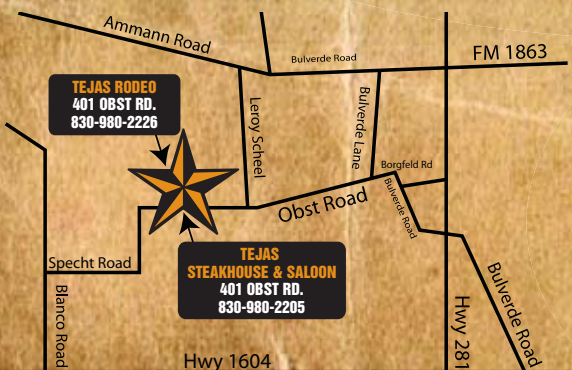 Ammann Road
Bulverde Road
FM 1863
TEJAS RODEO
401 OBST RD.
830-980-2226
Leroy Scheel
Bulverde Lane
Borgfeld Rd
Bulverde Road
Obst Road
TEJAS
STEAKHOUSE & SALOON
401 OBST RD.
830-980-2205
Specht Road
Blanco Road
Hwy 281
Bulverde Road
Hwy 1604